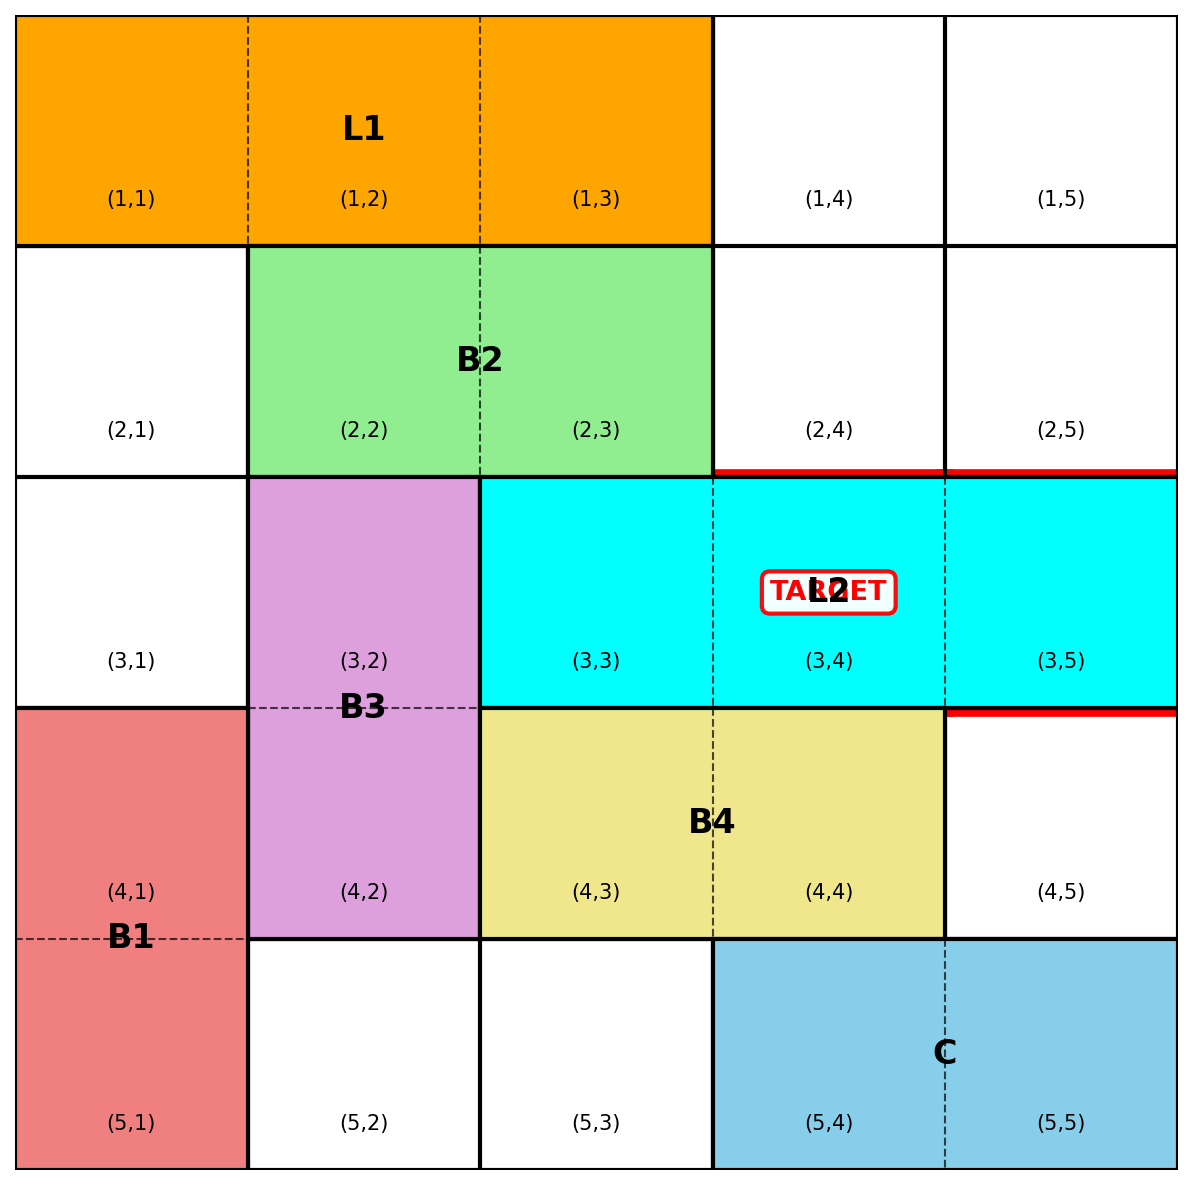 L1
(1,1) (1,2) (1,3) (1,4) (1,5)
B2
(2,1) (2,2) (2,3) (2,4) (2,5)
TARGET
L2
(3,1) (3,2) (3,3) (3,4) (3,5)
B3
B4
(4,1) (4,2) (4,3) (4,4) (4,5)
B1
C
(5,1) (5,2) (5,3) (5,4) (5,5)